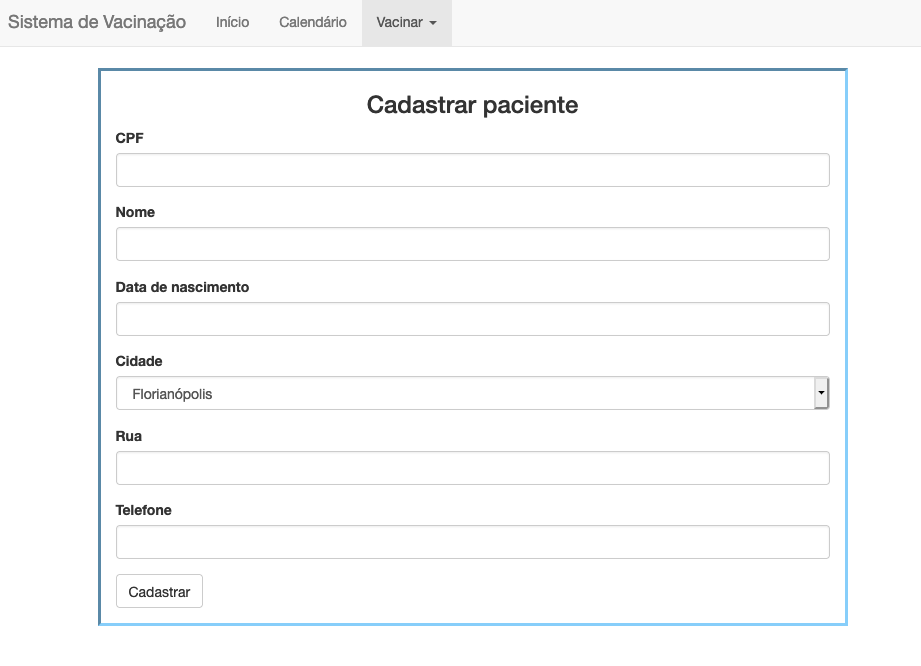 Sistema de Vacinação Início Calendário Vacinar
Cadastrar paciente
CPF
Nome
Data de nascimento
Cidade
Florianópolis
Rua
Telefone
Cadastrar